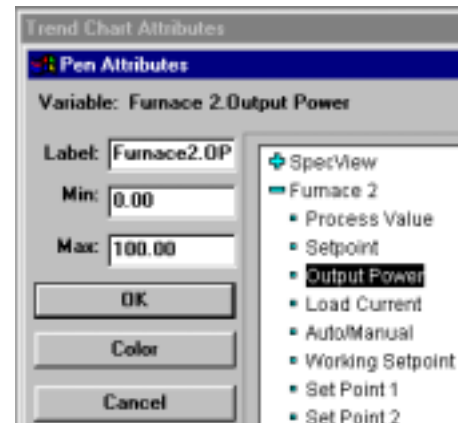 Trend Chart Attributes
Pen Attributes
Variable: Furnace 2.Output Power
Label: Furnace2.OP
Min: 0.00
Max: 100.00
OK
Color
Cancel
SpecView
Furnace 2
Process Value
Setpoint
Output Power
Load Current
Auto/Manual
Working Setpoint
Set Point 1
Set Point 2